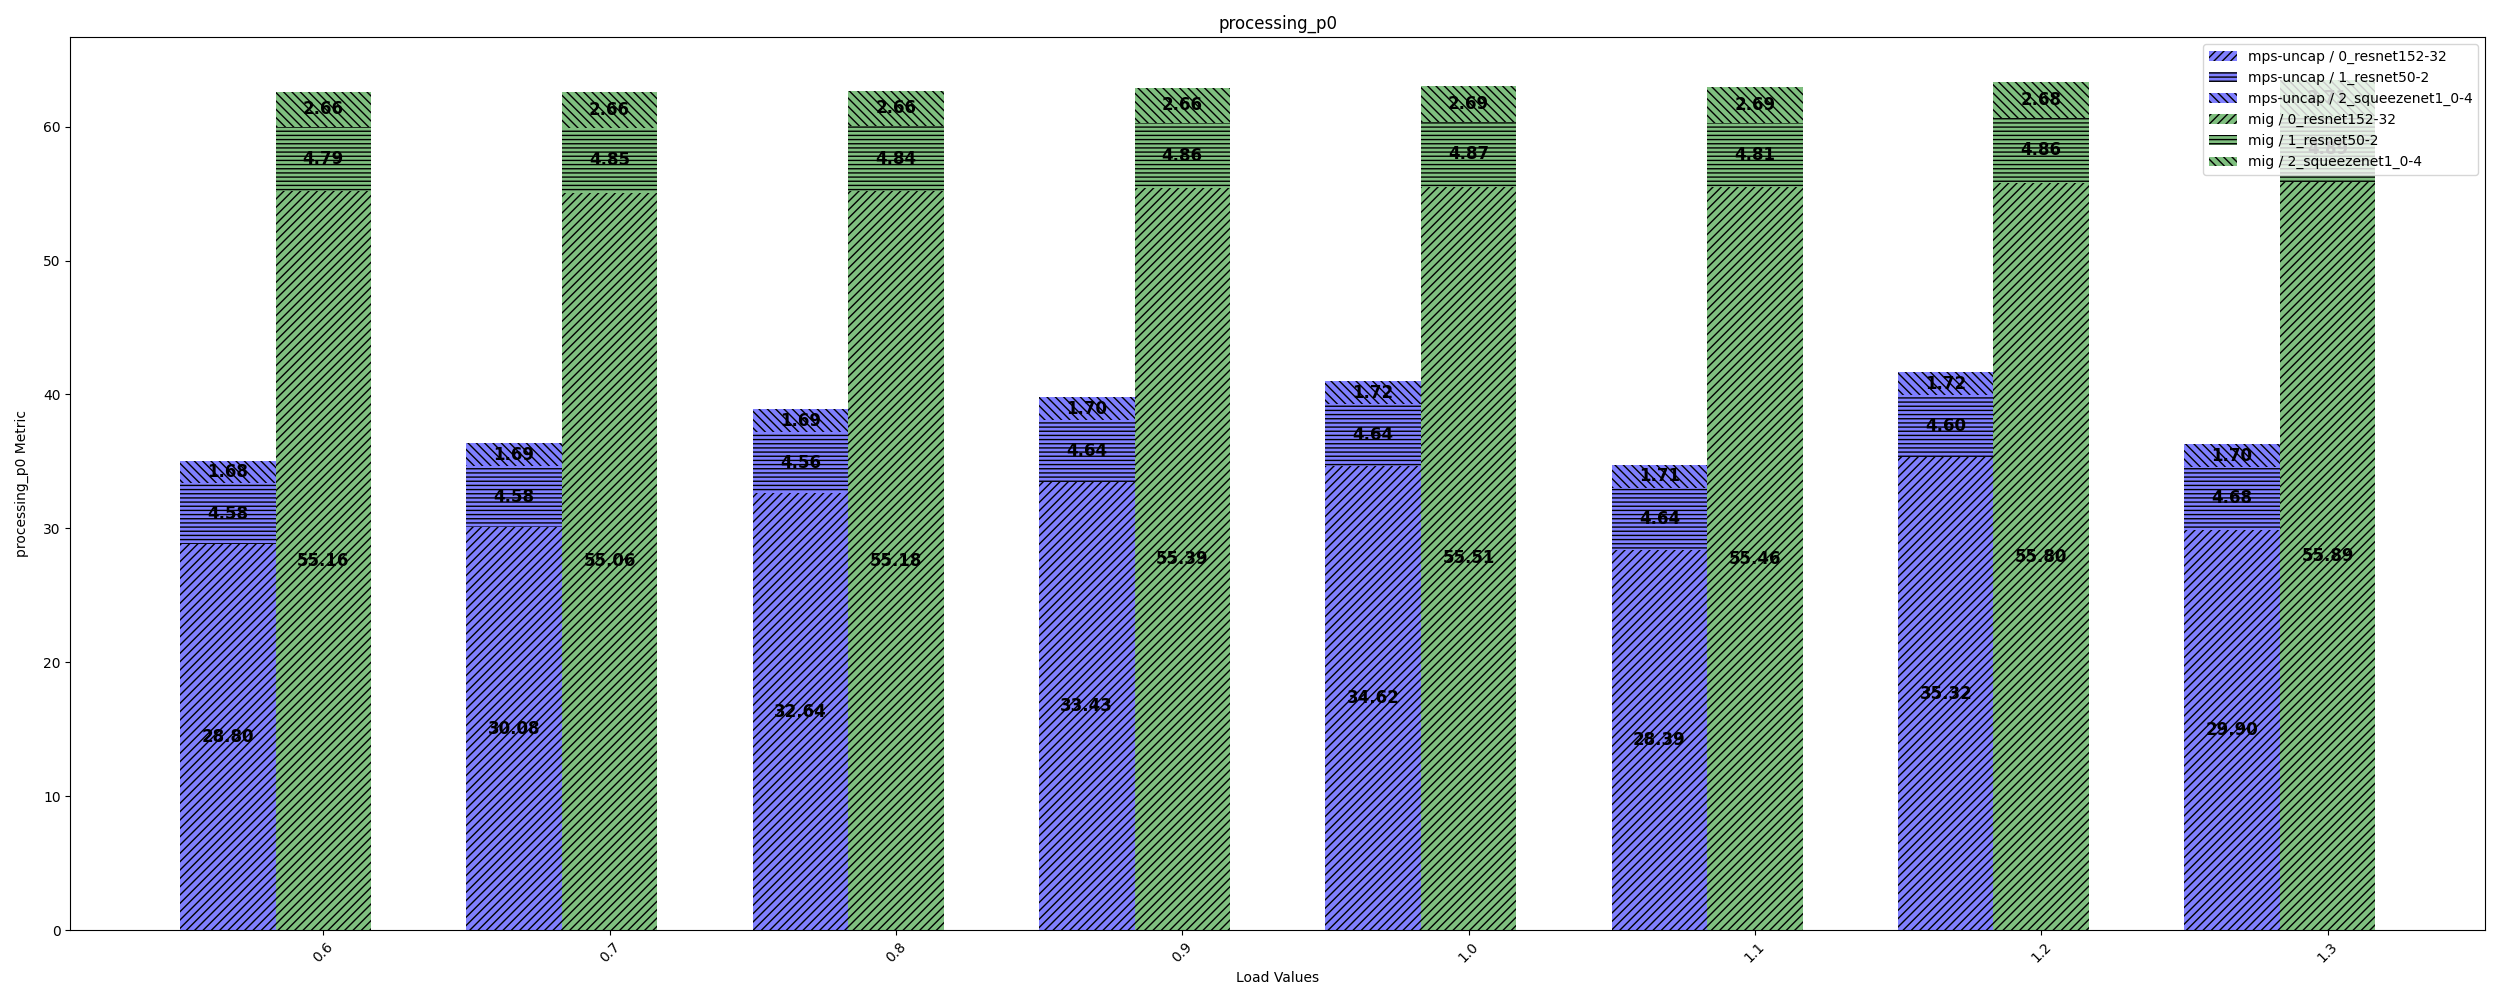 processing_p0
mps-uncap / 0_resnet152-32
mps-uncap / 1_resnet50-2
mps-uncap / 2_squeezenet1_0-4
mig / 0_resnet152-32
mig / 1_resnet50-2
mig / 2_squeezenet1_0-4
processing_p0 Metric
60
50
40
30
20
10
0
2.66 2.66 2.66 2.66 2.69 2.69 2.68
4.79 4.85 4.84 4.86 4.87 4.81 4.86
1.68 1.69 1.69 1.70 1.72 1.71 1.72 1.70
4.58 4.58 4.56 4.64 4.64 4.64 4.60 4.68
55.16 55.06 55.18 55.39 55.51 55.46 55.80 55.89
28.80 30.08 32.64 33.43 34.62 28.39 35.32 29.90
0.6 0.7 0.8 0.9 1.0 1.1 1.2 1.3
Load Values